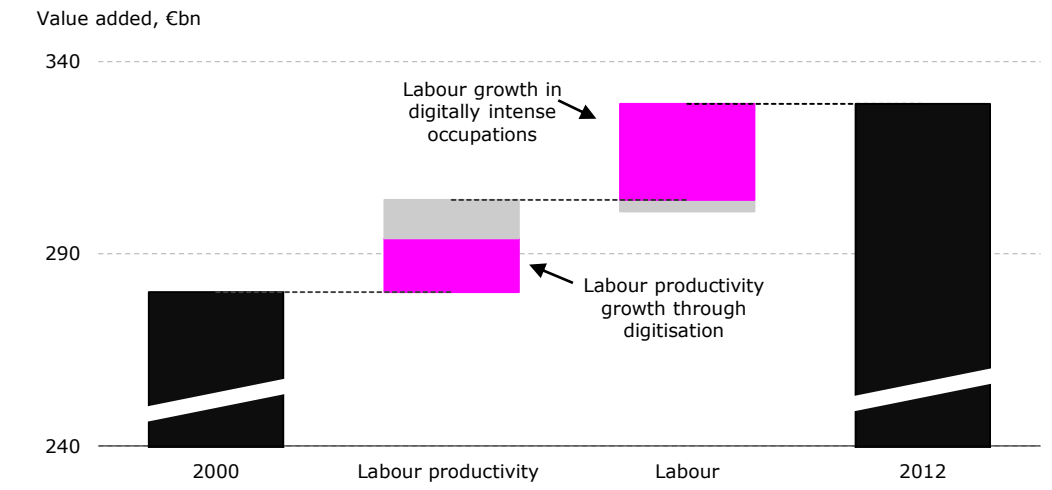 Value added, €bn
340
Labour growth in
digitally intense
occupations
290
Labour productivity
growth through
digitisation
240
2000
Labour productivity
Labour
2012